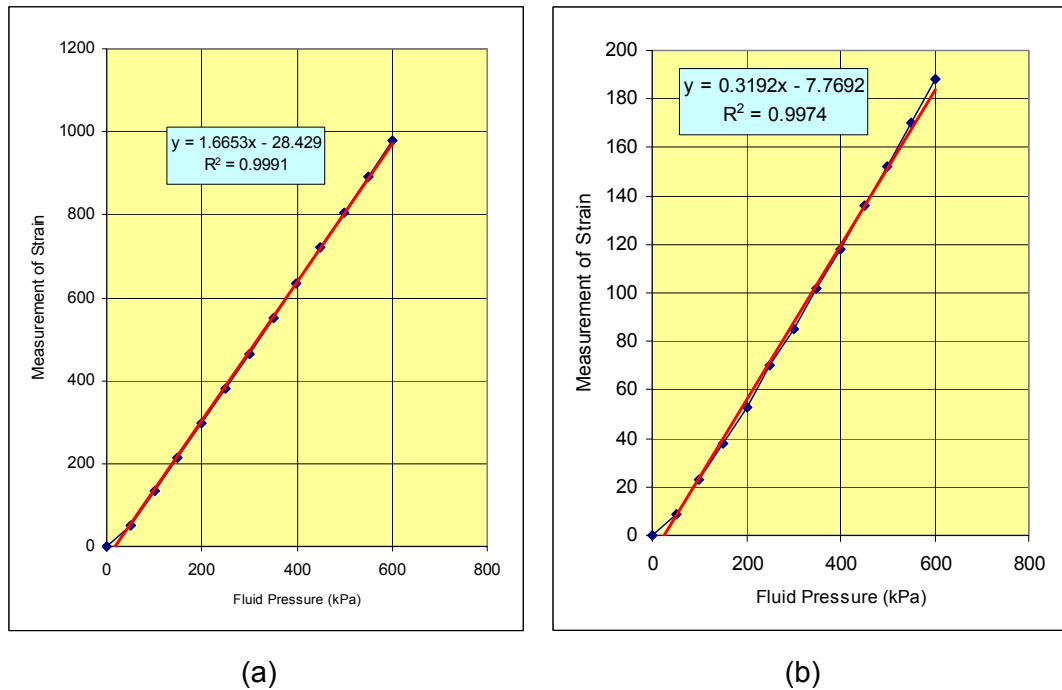 1200
1000
800
600
400
200
0
Measurement of Strain
y = 1.6653x - 28.429
R² = 0.9991
0 200 400 600 800
Fluid Pressure (kPa)
(a)
200
180
160
140
120
100
80
60
40
20
0
Measurement of Strain
y = 0.3192x - 7.7692
R² = 0.9974
0 200 400 600 800
Fluid Pressure (kPa)
(b)